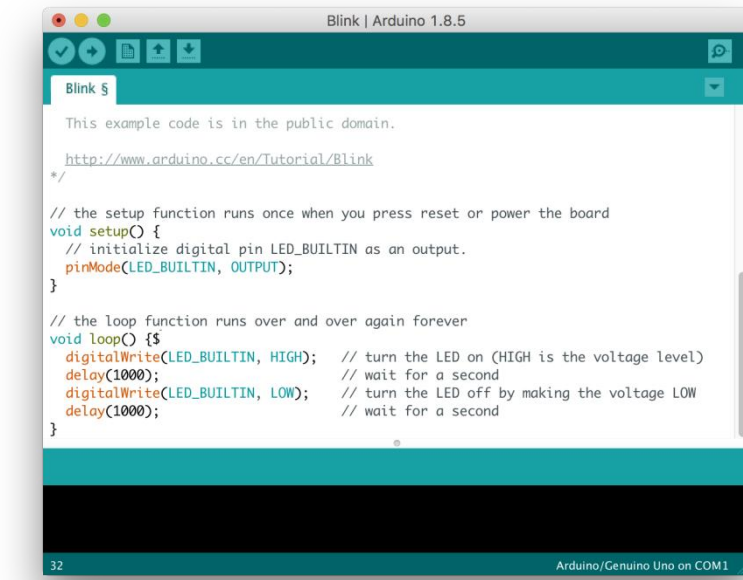 Blink | Arduino 1.8.5
Blink §
This example code is in the public domain.
http://www.arduino.cc/en/Tutorial/Blink
*/
// the setup function runs once when you press reset or power the board
void setup() {
// initialize digital pin LED_BUILTIN as an output.
pinMode(LED_BUILTIN, OUTPUT);
}
// the loop function runs over and over again forever
void loop() {$
digitalWrite(LED_BUILTIN, HIGH);   // turn the LED on (HIGH is the voltage level)
delay(1000);                       // wait for a second
digitalWrite(LED_BUILTIN, LOW);    // turn the LED off by making the voltage LOW
delay(1000);                       // wait for a second
}
32 Arduino/Genuino Uno on COM1